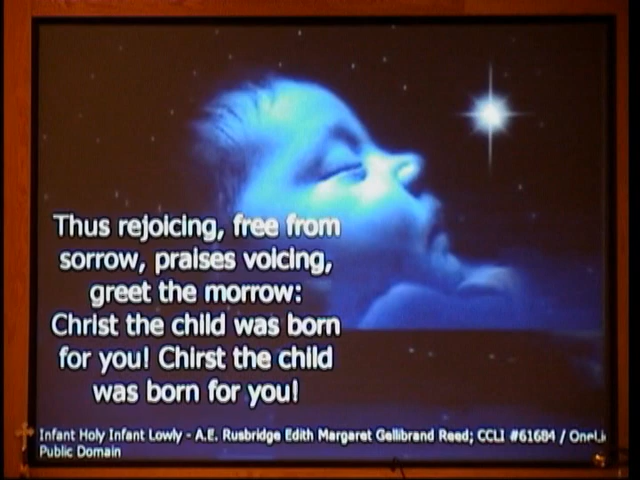 Thus rejoicing, free from
sorrow, praises voicing,
greet the morrow:
Christ the child was born
for you! Chirst the child
was born for you!
Infant Holy Infant Lowly - A.E. Rusbridge Edith Margaret Gellibrand Reed; CCLI #61684 / OneLi
Public Domain